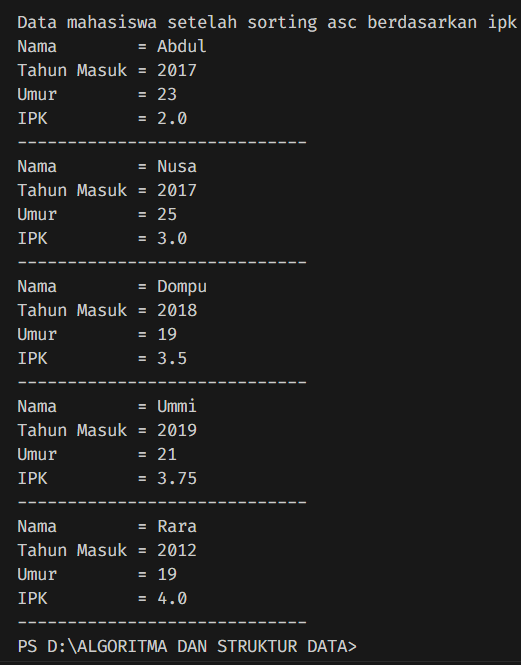 Data mahasiswa setelah sorting asc berdasarkan ipk
Nama        = Abdul
Tahun Masuk = 2017
Umur        = 23
IPK         = 2.0
-----------------------------
Nama        = Nusa
Tahun Masuk = 2017
Umur        = 25
IPK         = 3.0
-----------------------------
Nama        = Dompu
Tahun Masuk = 2018
Umur        = 19
IPK         = 3.5
-----------------------------
Nama        = Ummi
Tahun Masuk = 2019
Umur        = 21
IPK         = 3.75
-----------------------------
Nama        = Rara
Tahun Masuk = 2012
Umur        = 19
IPK         = 4.0
-----------------------------
PS D:\ALGORITMA DAN STRUKTUR DATA>